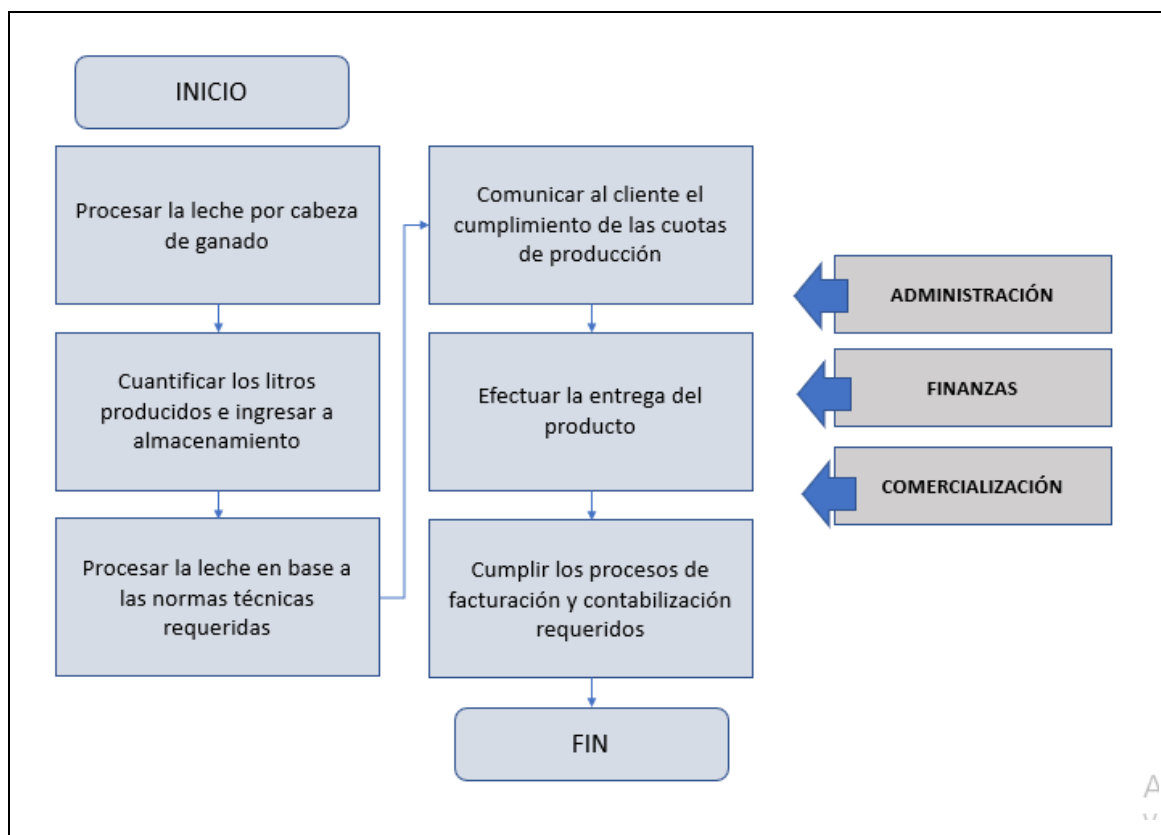 INICIO
Procesar la leche por cabeza
de ganado
Cuantificar los litros
producidos e ingresar a
almacenamiento
Procesar la leche en base a
las normas técnicas
requeridas
Comunicar al cliente el
cumplimiento de las cuotas
de producción
Efectuar la entrega del
producto
Cumplir los procesos de
facturación y contabilización
requeridos
FIN
ADMINISTRACIÓN
FINANZAS
COMERCIALIZACIÓN